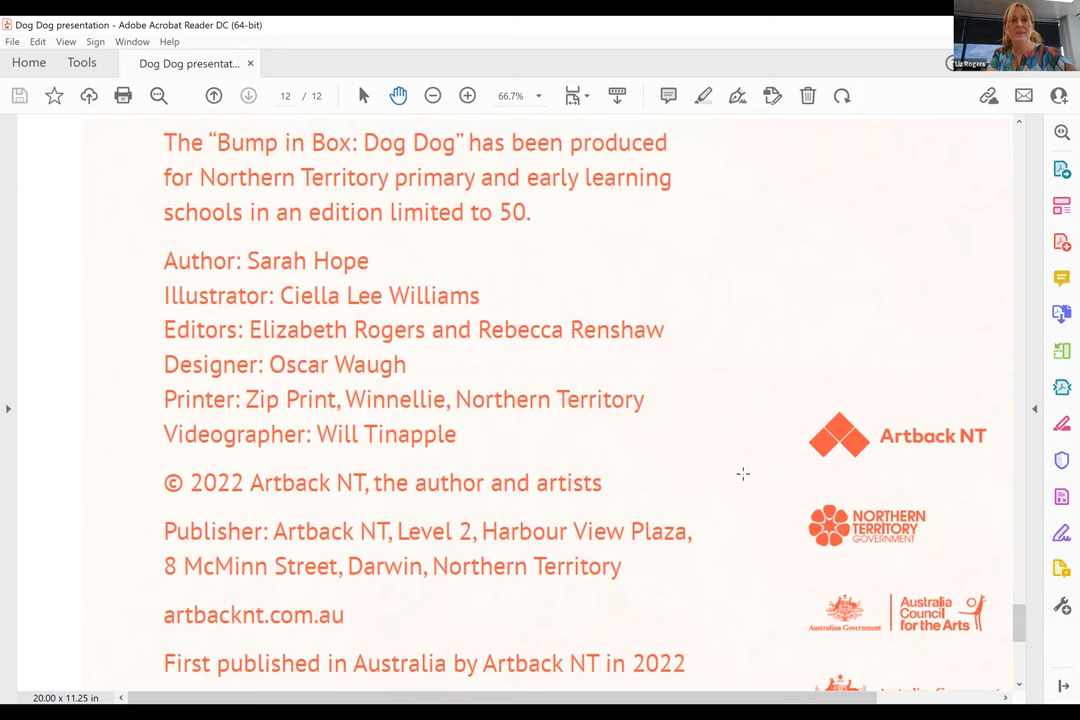 Dog Dog presentation - Adobe Acrobat Reader DC (64-bit)
File Edit View Sign Window Help
Home Tools Dog Dog presentat... ×
12 / 12 66.7%
Liz Rogers
The “Bump in Box: Dog Dog” has been produced
for Northern Territory primary and early learning
schools in an edition limited to 50.
Author: Sarah Hope
Illustrator: Ciella Lee Williams
Editors: Elizabeth Rogers and Rebecca Renshaw
Designer: Oscar Waugh
Printer: Zip Print, Winnellie, Northern Territory
Videographer: Will Tinapple
© 2022 Artback NT, the author and artists
Publisher: Artback NT, Level 2, Harbour View Plaza,
8 McMinn Street, Darwin, Northern Territory
artbacknt.com.au
First published in Australia by Artback NT in 2022
Artback NT
NORTHERN
TERRITORY
GOVERNMENT
Australian Government
Australia
Council
for the Arts
Australian Government
20.00 x 11.25 in